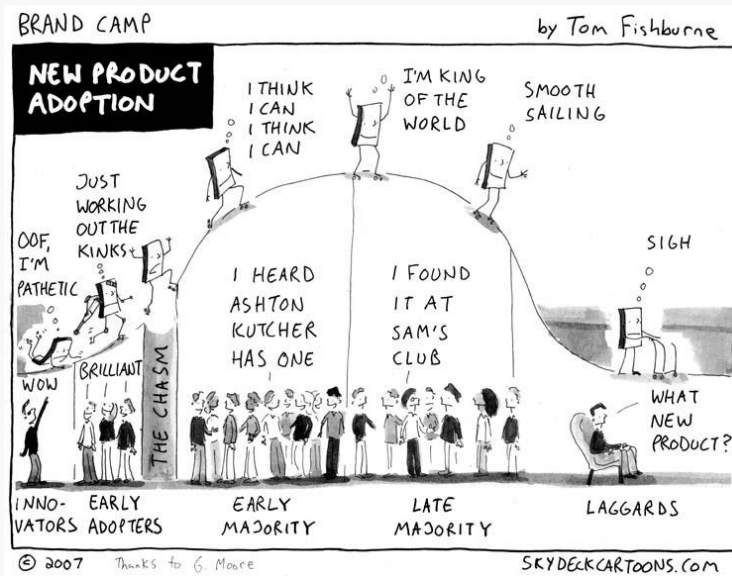 BRAND CAMP
by Tom Fishburne
NEW PRODUCT
ADOPTION
OOF,
I'M
PATHETIC
JUST
WORKING
OUT THE
KINKS
I THINK
I CAN
I THINK
I CAN
I'M KING
OF THE
WORLD
SMOOTH
SAILING
SIGH
WOW
BRILLIANT
THE CHASM
I HEARD
ASHTON
KUTCHER
HAS ONE
I FOUND
IT AT
SAM'S
CLUB
WHAT
NEW
PRODUCT?
INNO-
VATORS
EARLY
ADOPTERS
EARLY
MAJORITY
LATE
MAJORITY
LAGGARDS
© 2007
Thanks to G. Moore
SKYDECKCARTOONS.COM